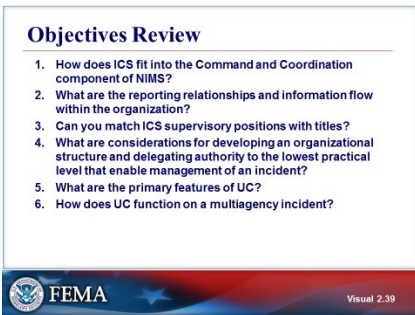 Objectives Review
1. How does ICS fit into the Command and Coordination
component of NIMS?
2. What are the reporting relationships and information flow
within the organization?
3. Can you match ICS supervisory positions with titles?
4. What are considerations for developing an organizational
structure and delegating authority to the lowest practical
level that enable management of an incident?
5. What are the primary features of UC?
6. How does UC function on a multiagency incident?
FEMA
Visual 2.39